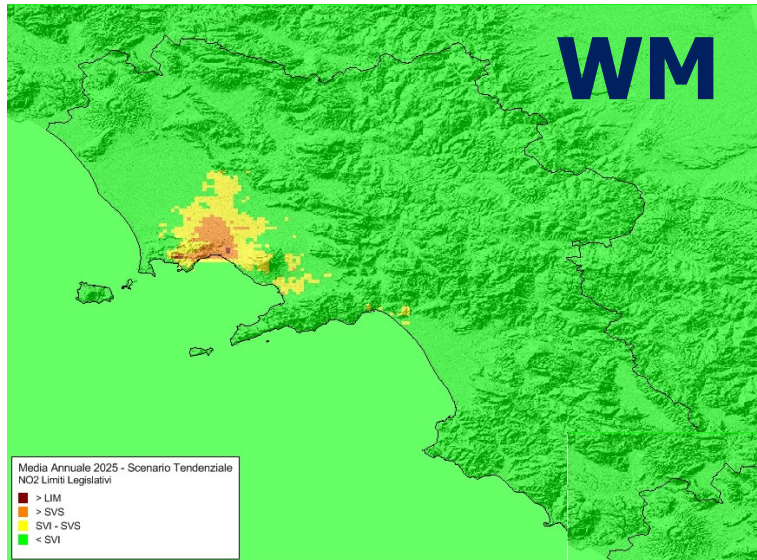 WM
Media Annuale 2025 - Scenario Tendenziale
NO2 Limiti Legislativi
> LIM
> SVS
SVI - SVS
< SVI